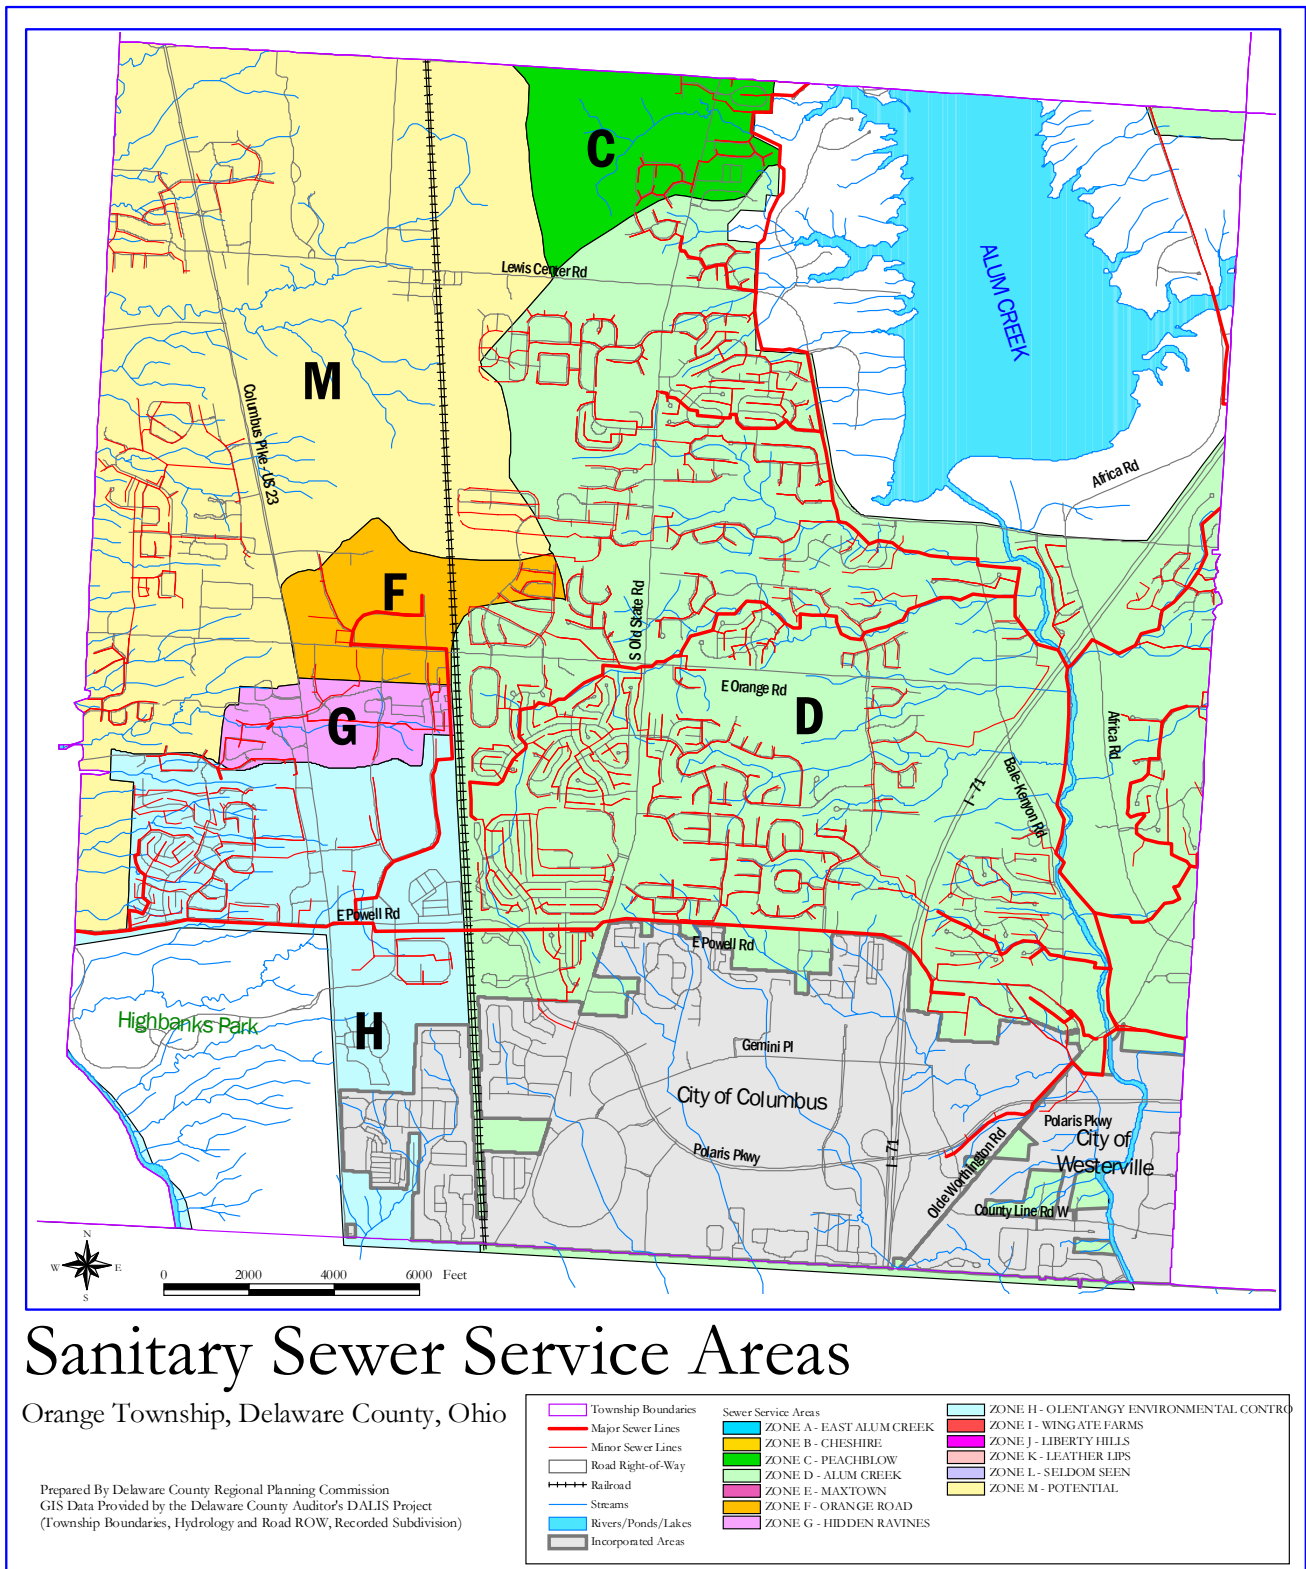 C
Lewis Center Rd
ALUM CREEK
M
Columbus Pike - US 23
Africa Rd
F
S Old State Rd
E Orange Rd
D
G
Africa Rd
I - 71
Bale-Kenyon Rd
E Powell Rd
E Powell Rd
Highbanks Park
H
Gemini Pl
City of Columbus
Polaris Pkwy
Polaris Pkwy
City of
Westerville
I - 71
Olde Worthington Rd
County Line Rd W
N
W E
S
0 2000 4000 6000 Feet
Sanitary Sewer Service Areas
Orange Township, Delaware County, Ohio
Prepared By Delaware County Regional Planning Commission
GIS Data Provided by the Delaware County Auditor's DALIS Project
(Township Boundaries, Hydrology and Road ROW, Recorded Subdivision)
Township Boundaries
Major Sewer Lines
Minor Sewer Lines
Road Right-of-Way
Railroad
Streams
Rivers/Ponds/Lakes
Incorporated Areas
Sewer Service Areas
ZONE A - EAST ALUM CREEK
ZONE B - CHESHIRE
ZONE C - PEACHBLOW
ZONE D - ALUM CREEK
ZONE E - MAXTOWN
ZONE F - ORANGE ROAD
ZONE G - HIDDEN RAVINES
ZONE H - OLENTANGY ENVIRONMENTAL CONTRO
ZONE I - WINGATE FARMS
ZONE J - LIBERTY HILLS
ZONE K - LEATHER LIPS
ZONE L - SELDOM SEEN
ZONE M - POTENTIAL